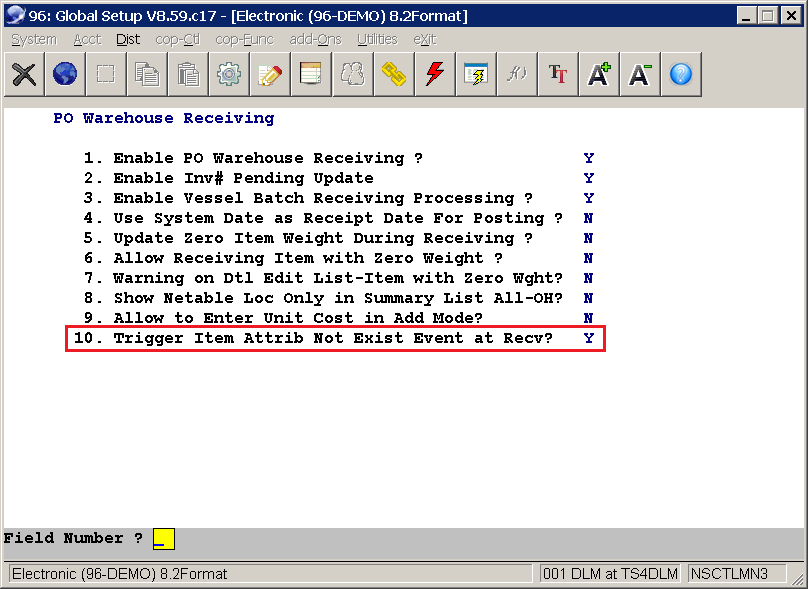 96: Global Setup V8.59.c17 - [Electronic (96-DEMO) 8.2Format]
System Acct Dist cop-Ctl cop-Func add-Ons Utilities eXit
f() TT A+ A- ?
PO Warehouse Receiving
1. Enable PO Warehouse Receiving ? Y
2. Enable Inv# Pending Update Y
3. Enable Vessel Batch Receiving Processing ? Y
4. Use System Date as Receipt Date For Posting ? N
5. Update Zero Item Weight During Receiving ? N
6. Allow Receiving Item with Zero Weight ? N
7. Warning on Dtl Edit List-Item with Zero Wght? N
8. Show Netable Loc Only in Summary List All-OH? N
9. Allow to Enter Unit Cost in Add Mode? N
10. Trigger Item Attrib Not Exist Event at Recv? Y
Field Number ? _
Electronic (96-DEMO) 8.2Format 001 DLM at TS4DLM NSCTLMN3